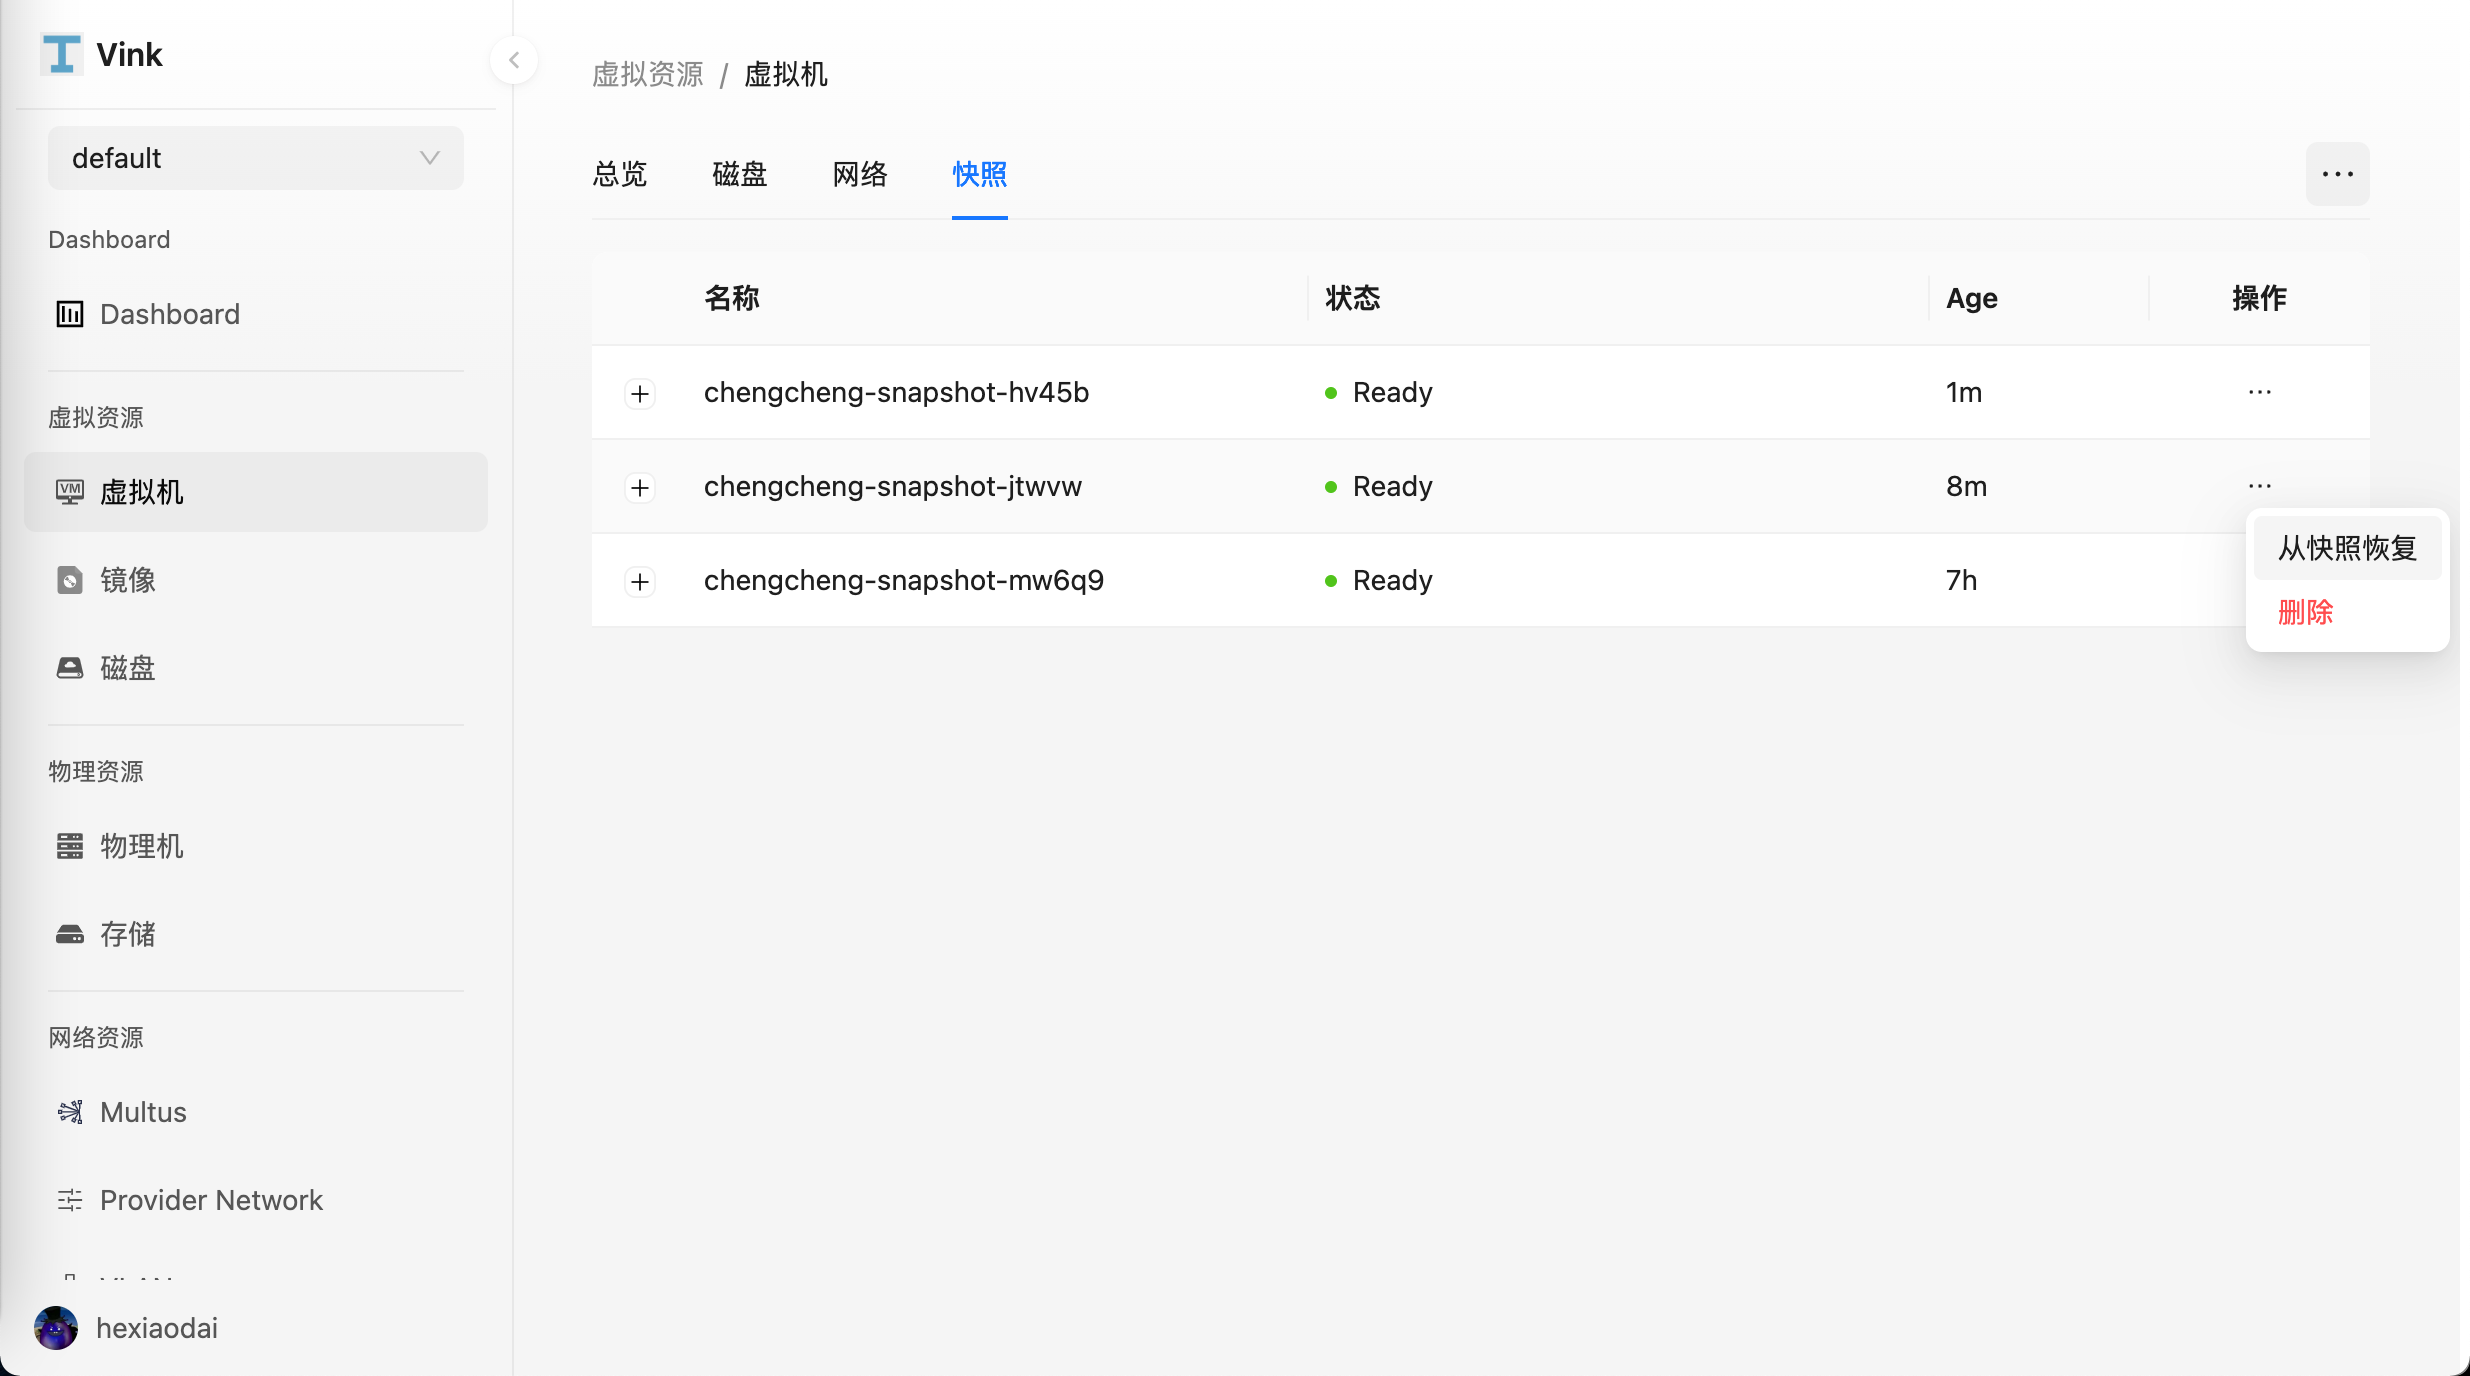 Vink
default
Dashboard
Dashboard
虚拟资源
VM 虚拟机
镜像
磁盘
物理资源
物理机
存储
网络资源
Multus
Provider Network
hexiaodai
虚拟资源 / 虚拟机
总览 磁盘 网络 快照 ···
名称 状态 Age 操作
chengcheng-snapshot-hv45b Ready 1m ···
chengcheng-snapshot-jtwvw Ready 8m ···
chengcheng-snapshot-mw6q9 Ready 7h
从快照恢复
删除